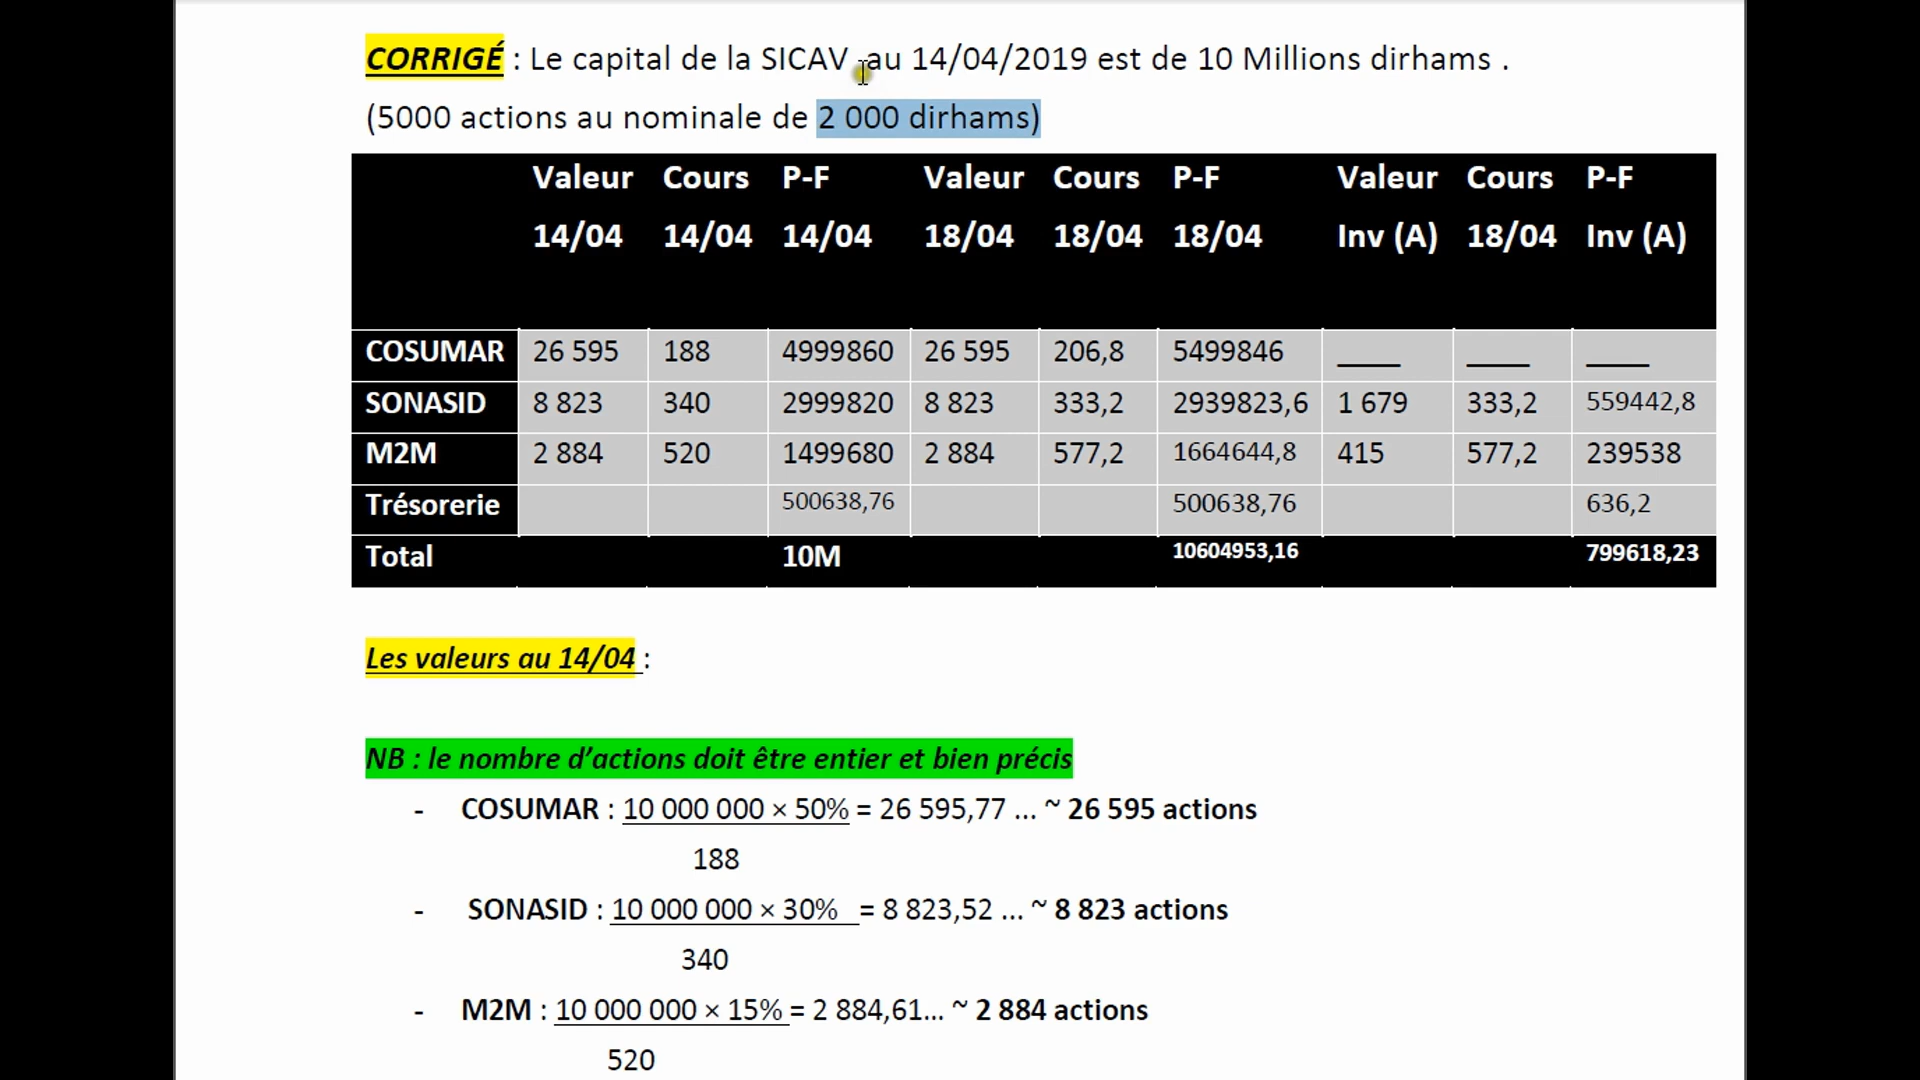 CORRIGÉ : Le capital de la SICAV au 14/04/2019 est de 10 Millions dirhams .
(5000 actions au nominale de 2 000 dirhams)
Valeur 14/04 Cours 14/04 P-F 14/04 Valeur 18/04 Cours 18/04 P-F 18/04 Valeur Inv (A) Cours 18/04 P-F Inv (A)
COSUMAR 26 595 188 4999860 26 595 206,8 5499846 ____ ____ ____
SONASID 8 823 340 2999820 8 823 333,2 2939823,6 1 679 333,2 559442,8
M2M 2 884 520 1499680 2 884 577,2 1664644,8 415 577,2 239538
Trésorerie 500638,76 500638,76 636,2
Total 10M 10604953,16 799618,23
Les valeurs au 14/04 :
NB : le nombre d’actions doit être entier et bien précis
- COSUMAR : 10 000 000 × 50% = 26 595,77 ... ~ 26 595 actions
188
- SONASID : 10 000 000 × 30% = 8 823,52 ... ~ 8 823 actions
340
- M2M : 10 000 000 × 15% = 2 884,61... ~ 2 884 actions
520